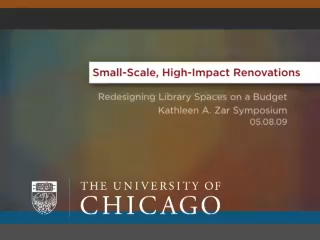 Small-Scale, High-Impact Renovations
Redesigning Library Spaces on a Budget
Kathleen A. Zar Symposium
05.08.09
THE UNIVERSITY OF
CHICAGO